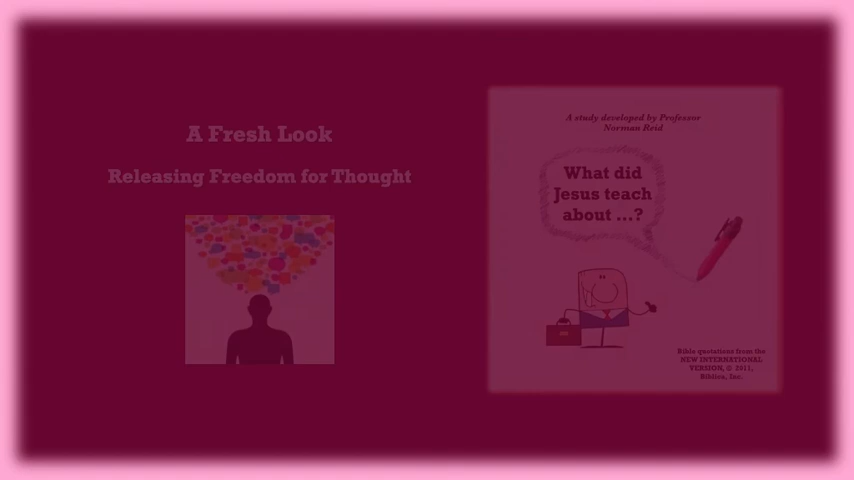 A Fresh Look
Releasing Freedom for Thought
A study developed by Professor
Norman Reid
What did
Jesus teach
about ...?
Bible quotations from the
NEW INTERNATIONAL
VERSION, © 2011,
Biblica, Inc.